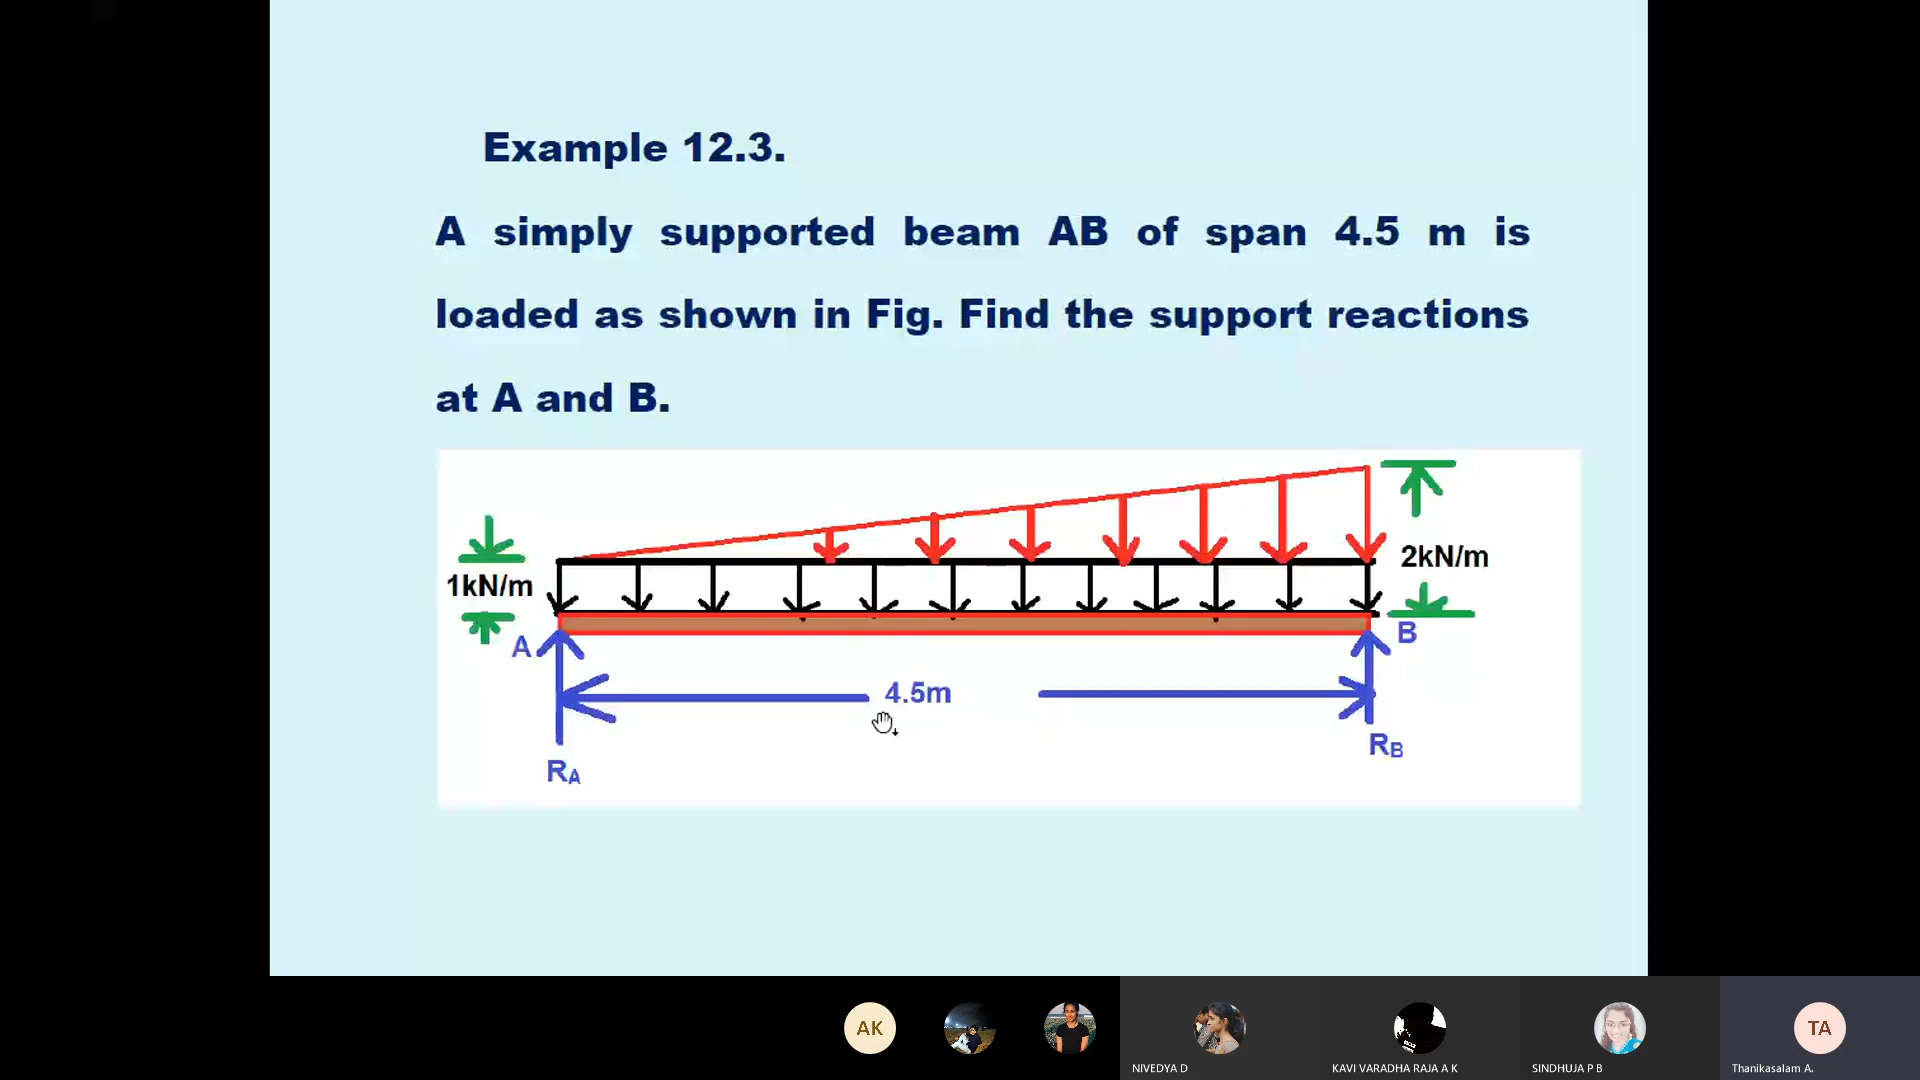 Example 12.3.
A simply supported beam AB of span 4.5 m is
loaded as shown in Fig. Find the support reactions
at A and B.
2kN/m
1kN/m
A
B
4.5m
RB
RA
AK
TA
NIVEDYA D
KAVI VARADHA RAJA A K
SINDHUJA P B
Thanikasalam A.